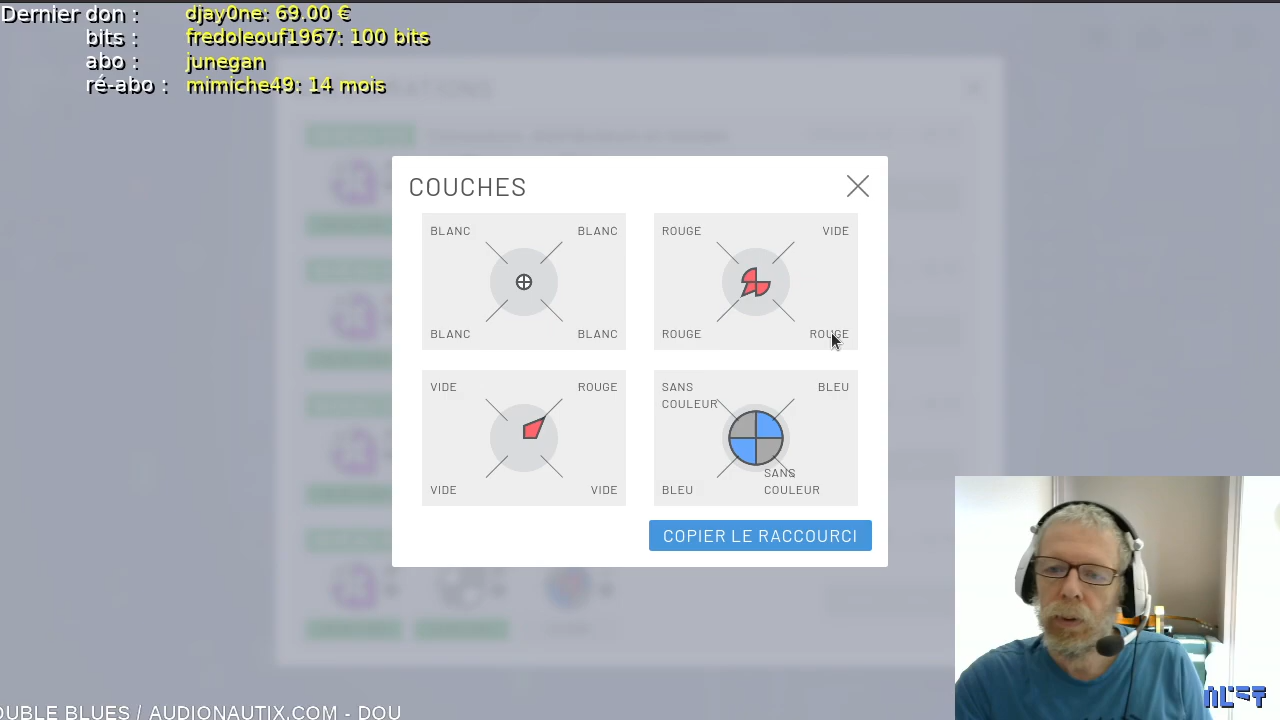 Dernier don : djay0ne: 69.00 €
bits : fredoleouf1967: 100 bits
abo : junegan
ré-abo : mimiche49: 14 mois
COUCHES
BLANC BLANC
BLANC BLANC
ROUGE VIDE
ROUGE ROUGE
VIDE ROUGE
VIDE VIDE
SANS BLEU
COULEUR
SANS
BLEU COULEUR
COPIER LE RACCOURCI
OUBLE BLUES / AUDIONAUTIX.COM - DOU